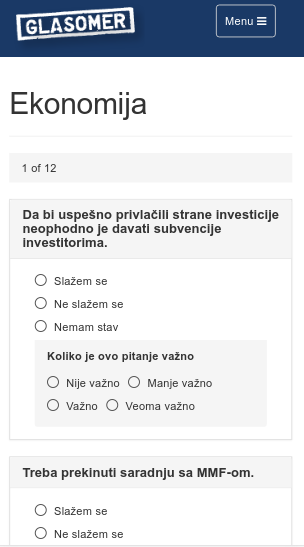 GLASOMER
Menu
Ekonomija
1 of 12
Da bi uspešno privlačili strane investicije
neophodno je davati subvencije
investitorima.
Slažem se
Ne slažem se
Nemam stav
Koliko je ovo pitanje važno
Nije važno Manje važno
Važno Veoma važno
Treba prekinuti saradnju sa MMF-om.
Slažem se
Ne slažem se